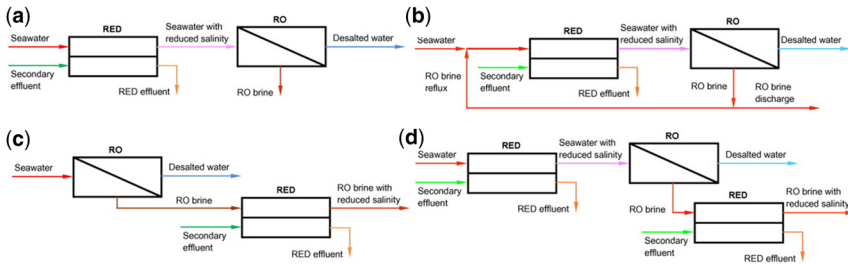 (a)
RED
RO
Seawater
Seawater with
reduced salinity
Desalted water
Secondary
effluent
RED effluent
RO brine
(b)
RED
RO
Seawater
Seawater with
reduced salinity
Desalted water
RO brine
reflux
Secondary
effluent
RED effluent
RO brine
RO brine
discharge
(c)
RO
Seawater
Desalted water
RED
RO brine
RO brine with
reduced salinity
Secondary
effluent
RED effluent
(d)
RED
RO
Seawater
Seawater with
reduced salinity
Desalted water
Secondary
effluent
RED effluent
RO brine
RED
RO brine with
reduced salinity
Secondary
effluent
RED effluent